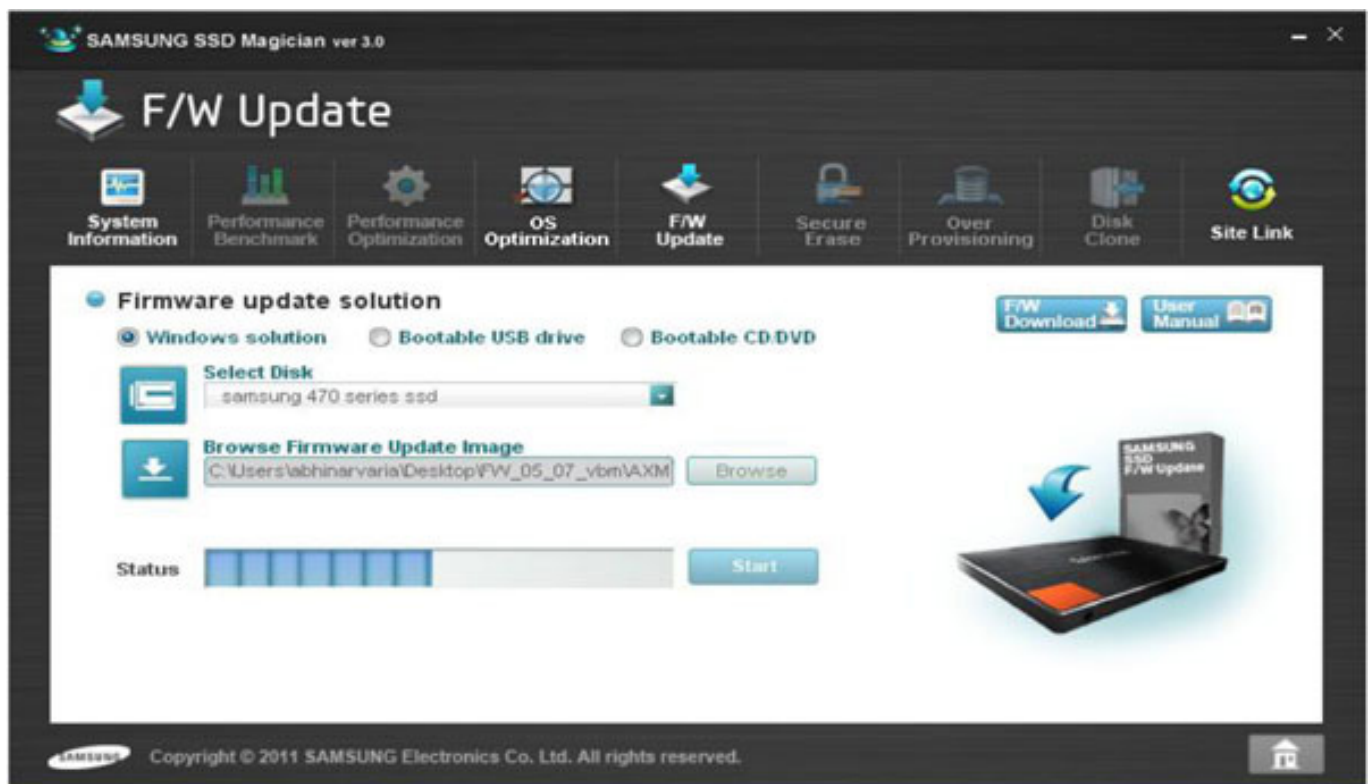 SAMSUNG SSD Magician ver 3.0
F/W Update
System Information
Performance Benchmark
Performance Optimization
OS Optimization
F/W Update
Secure Erase
Over Provisioning
Disk Clone
Site Link
Firmware update solution
F/W Download
User Manual
Windows solution
Bootable USB drive
Bootable CD/DVD
Select Disk
samsung 470 series ssd
Browse Firmware Update Image
C:\Users\abhinarvaria\Desktop\FW_05_07_vbm\AXM
Browse
SAMSUNG
SSD
F/W Update
SAMSUNG
Status
Start
SAMSUNG
Copyright © 2011 SAMSUNG Electronics Co. Ltd. All rights reserved.